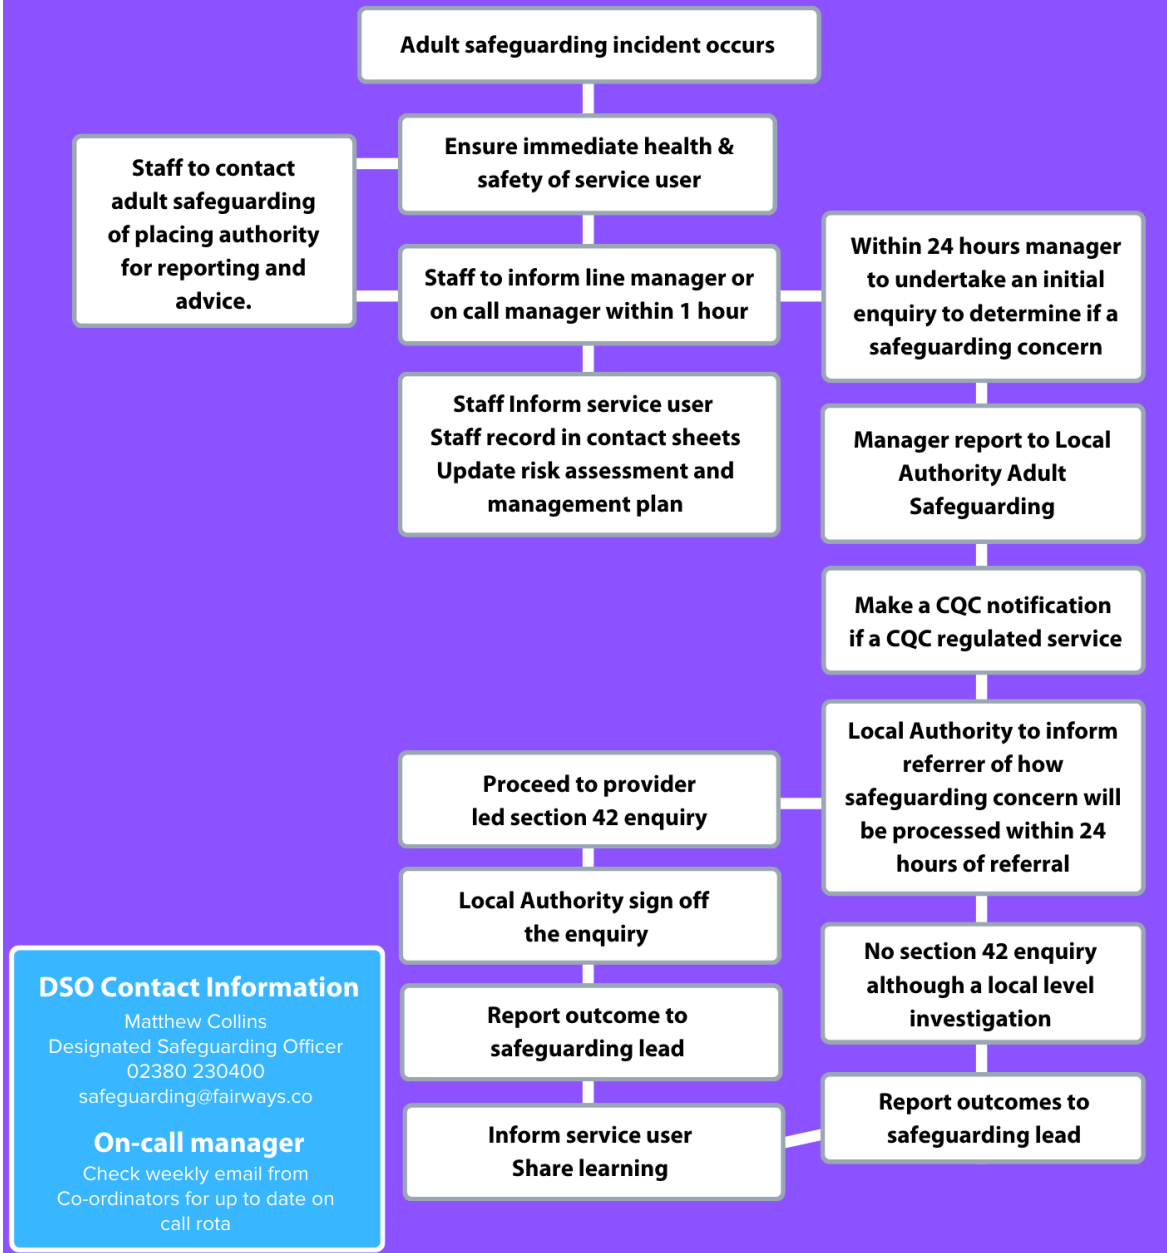 Adult safeguarding incident occurs
Ensure immediate health &
safety of service user
Staff to contact
adult safeguarding
of placing authority
for reporting and
advice.
Staff to inform line manager or
on call manager within 1 hour
Within 24 hours manager
to undertake an initial
enquiry to determine if a
safeguarding concern
Staff Inform service user
Staff record in contact sheets
Update risk assessment and
management plan
Manager report to Local
Authority Adult
Safeguarding
Make a CQC notification
if a CQC regulated service
Local Authority to inform
referrer of how
safeguarding concern will
be processed within 24
hours of referral
Proceed to provider
led section 42 enquiry
Local Authority sign off
the enquiry
Report outcome to
safeguarding lead
No section 42 enquiry
although a local level
investigation
Report outcomes to
safeguarding lead
Inform service user
Share learning
DSO Contact Information
Matthew Collins
Designated Safeguarding Officer
02380 230400
safeguarding@fairways.co
On-call manager
Check weekly email from
Co-ordinators for up to date on
call rota